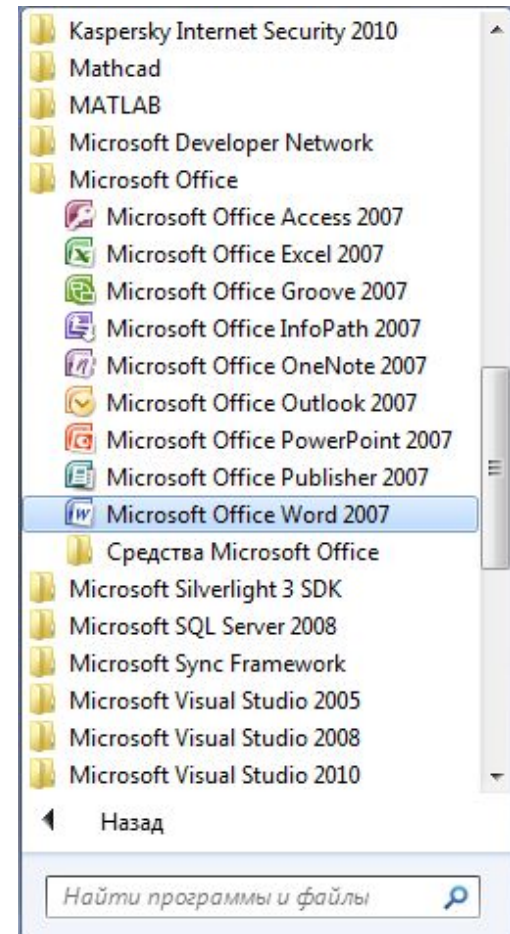 Kaspersky Internet Security 2010
Mathcad
MATLAB
Microsoft Developer Network
Microsoft Office
Microsoft Office Access 2007
Microsoft Office Excel 2007
Microsoft Office Groove 2007
Microsoft Office InfoPath 2007
Microsoft Office OneNote 2007
Microsoft Office Outlook 2007
Microsoft Office PowerPoint 2007
Microsoft Office Publisher 2007
Microsoft Office Word 2007
Средства Microsoft Office
Microsoft Silverlight 3 SDK
Microsoft SQL Server 2008
Microsoft Sync Framework
Microsoft Visual Studio 2005
Microsoft Visual Studio 2008
Microsoft Visual Studio 2010
Назад
Найти программы и файлы